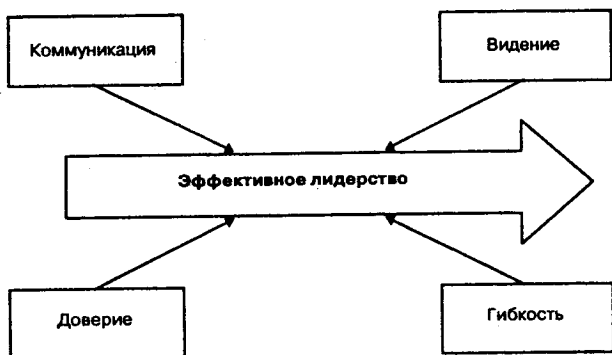 Коммуникация
Видение
Эффективное лидерство
Доверие
Гибкость